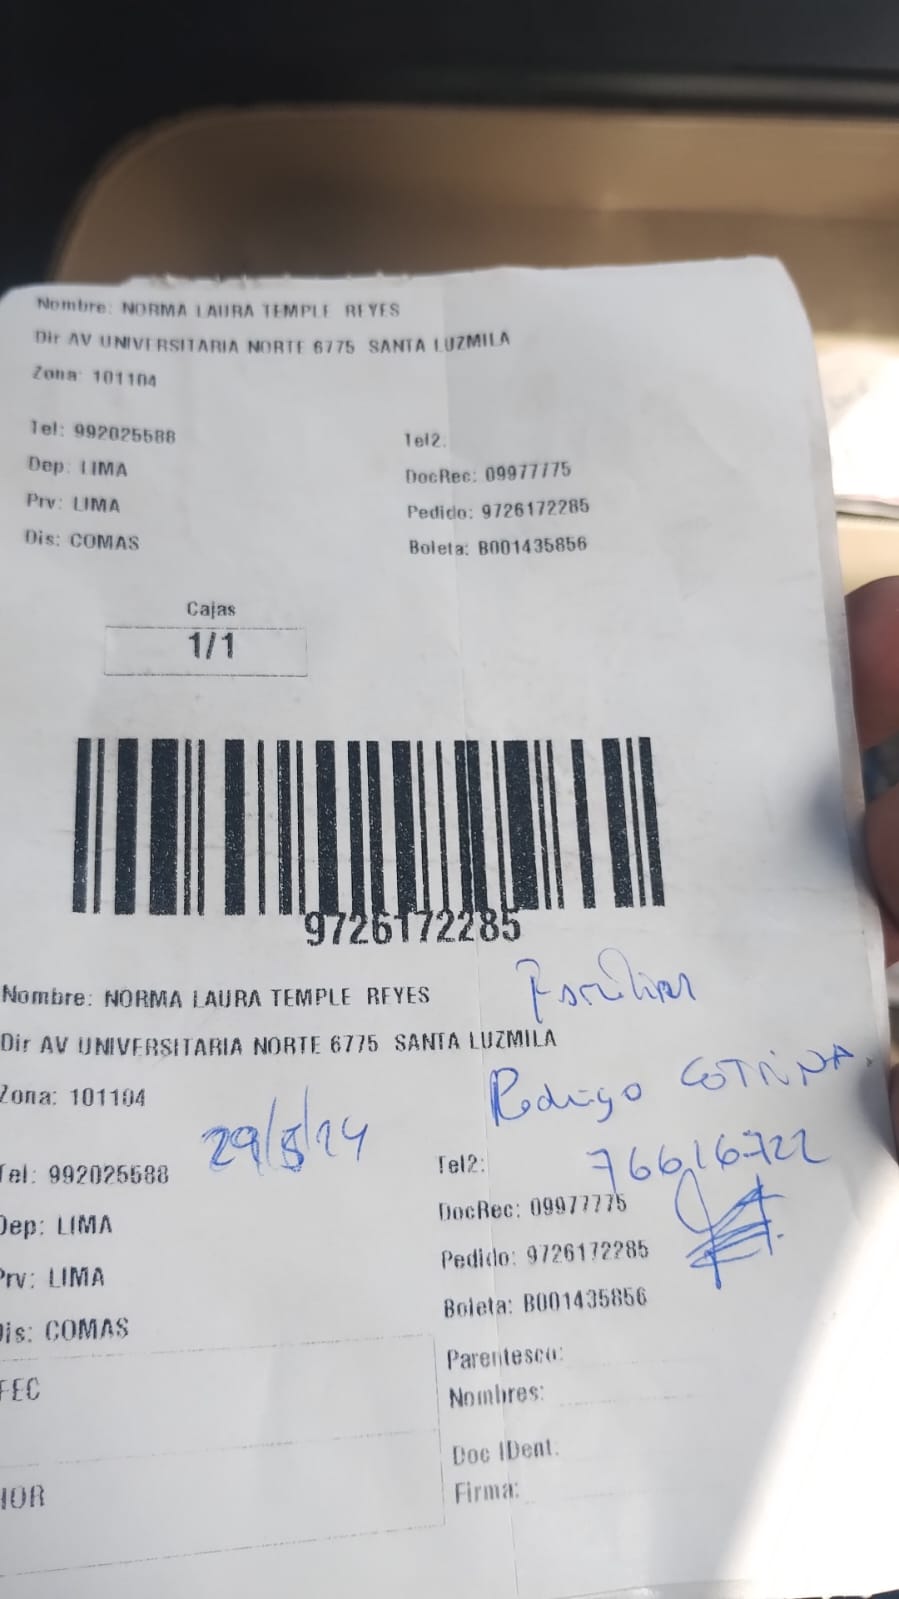 Nombre: NORMA LAURA TEMPLE REYES
Dir AV UNIVERSITARIA NORTE 6775 SANTA LUZMILA
Zona: 101104
Tel: 992025588
Tel2:
Dep: LIMA
DocRec: 09977775
Prv: LIMA
Pedido: 9726172285
Dis: COMAS
Boleta: B001435856
Cajas
1/1
9726172285
Familiar
Nombre: NORMA LAURA TEMPLE REYES
Dir AV UNIVERSITARIA NORTE 6775 SANTA LUZMILA
Rodrigo COTRINA.
Zona: 101104
29/5/24
76616722
Tel: 992025588
Tel2:
Dep: LIMA
DocRec: 09977775
Prv: LIMA
Pedido: 9726172285
Dis: COMAS
Boleta: B001435856
FEC
Parentesco:
Nombres:
HOR
Doc IDent.
Firma: